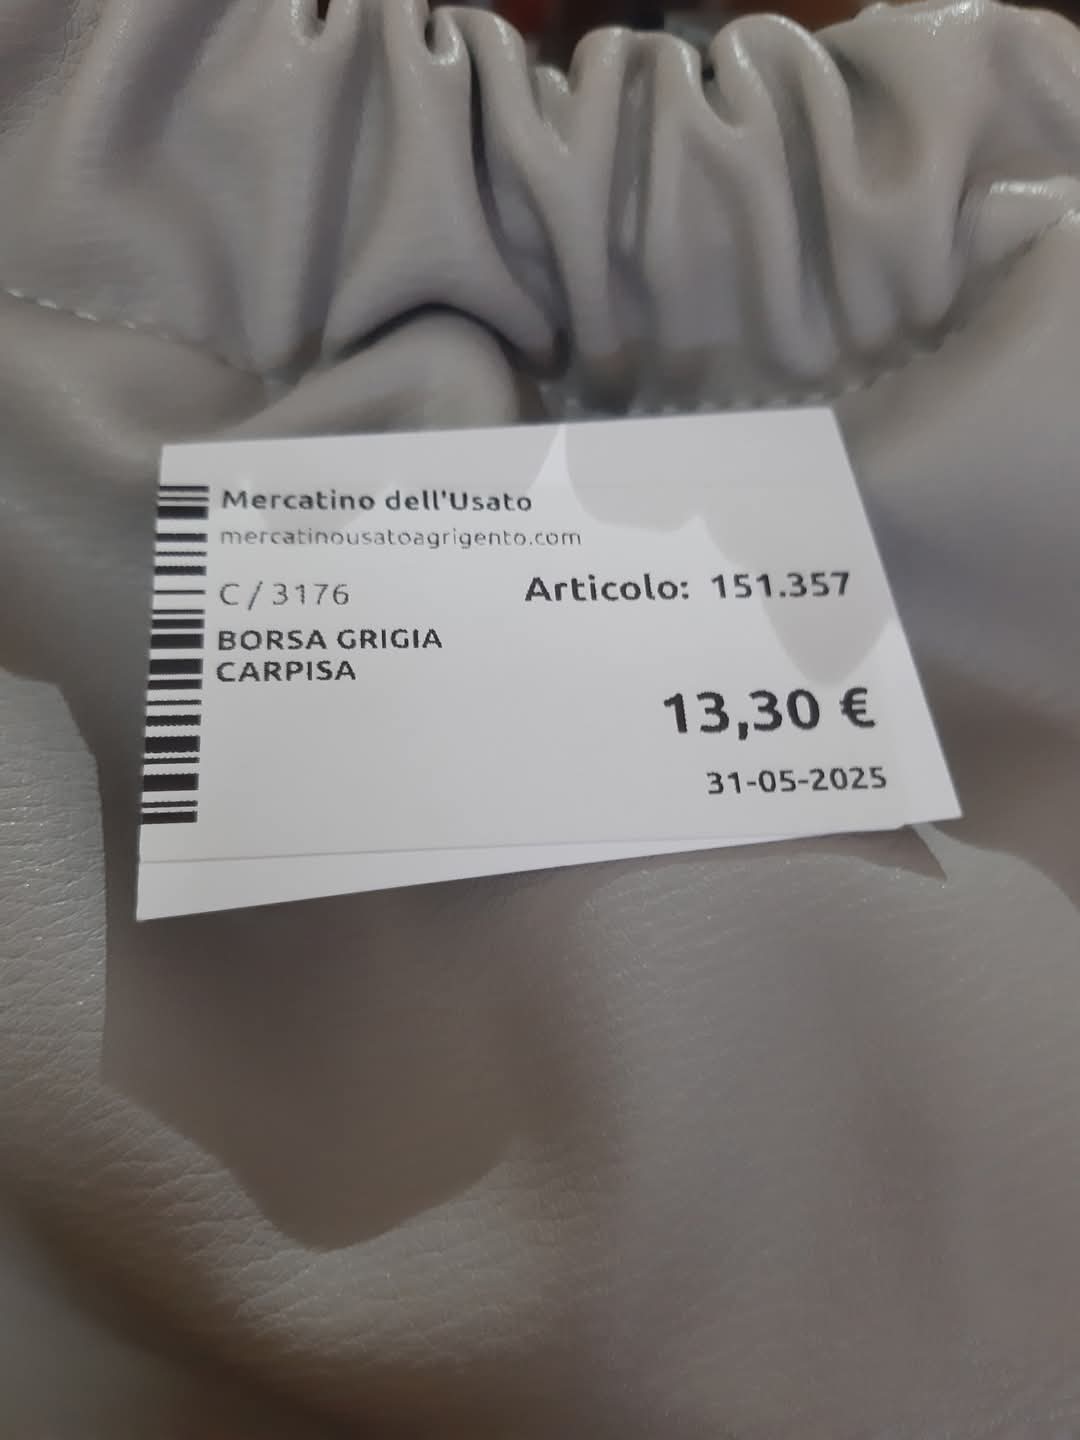 Mercatino dell'Usato
mercatinousatoagrigento.com
C/3176
Articolo: 151.357
BORSA GRIGIA
CARPISA
13,30 €
31-05-2025